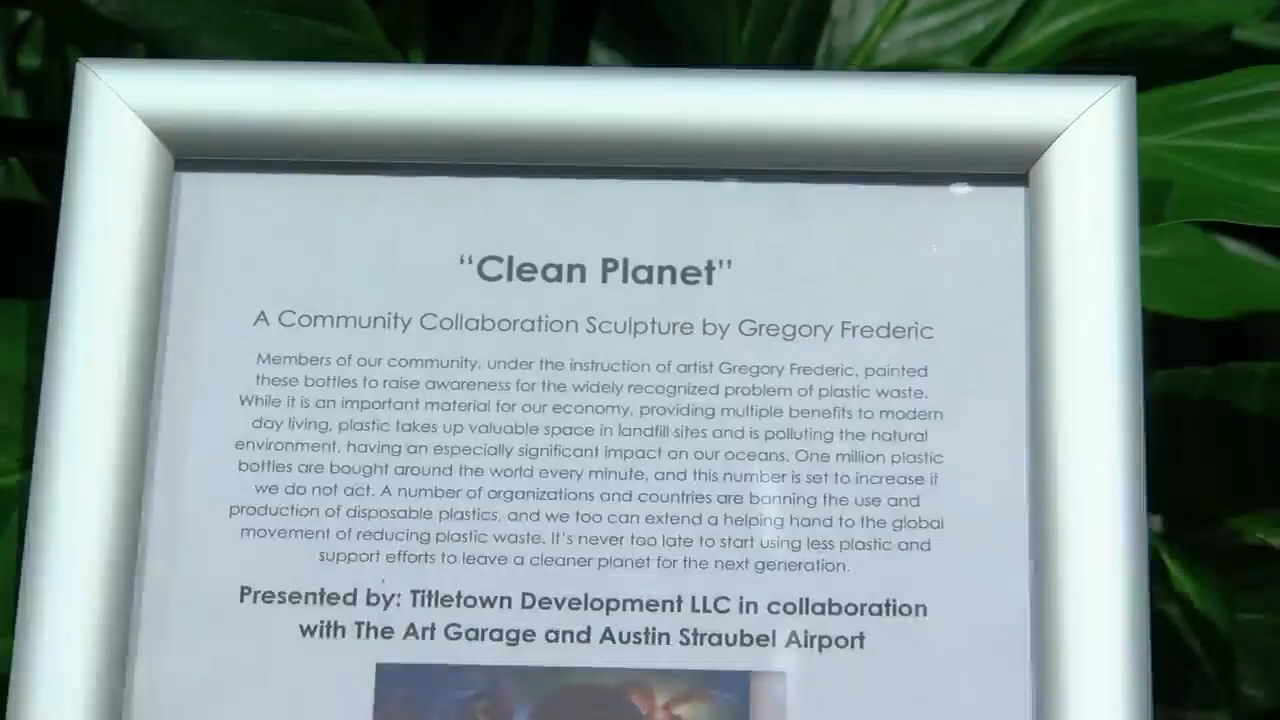 “Clean Planet”
A Community Collaboration Sculpture by Gregory Frederic
Members of our community, under the instruction of artist Gregory Frederic, painted
these bottles to raise awareness for the widely recognized problem of plastic waste.
While it is an important material for our economy, providing multiple benefits to modern
day living, plastic takes up valuable space in landfill sites and is polluting the natural
environment, having an especially significant impact on our oceans. One million plastic
bottles are bought around the world every minute, and this number is set to increase if
we do not act. A number of organizations and countries are banning the use and
production of disposable plastics, and we too can extend a helping hand to the global
movement of reducing plastic waste. It's never too late to start using less plastic and
support efforts to leave a cleaner planet for the next generation.
Presented by: Titletown Development LLC in collaboration
with The Art Garage and Austin Straubel Airport